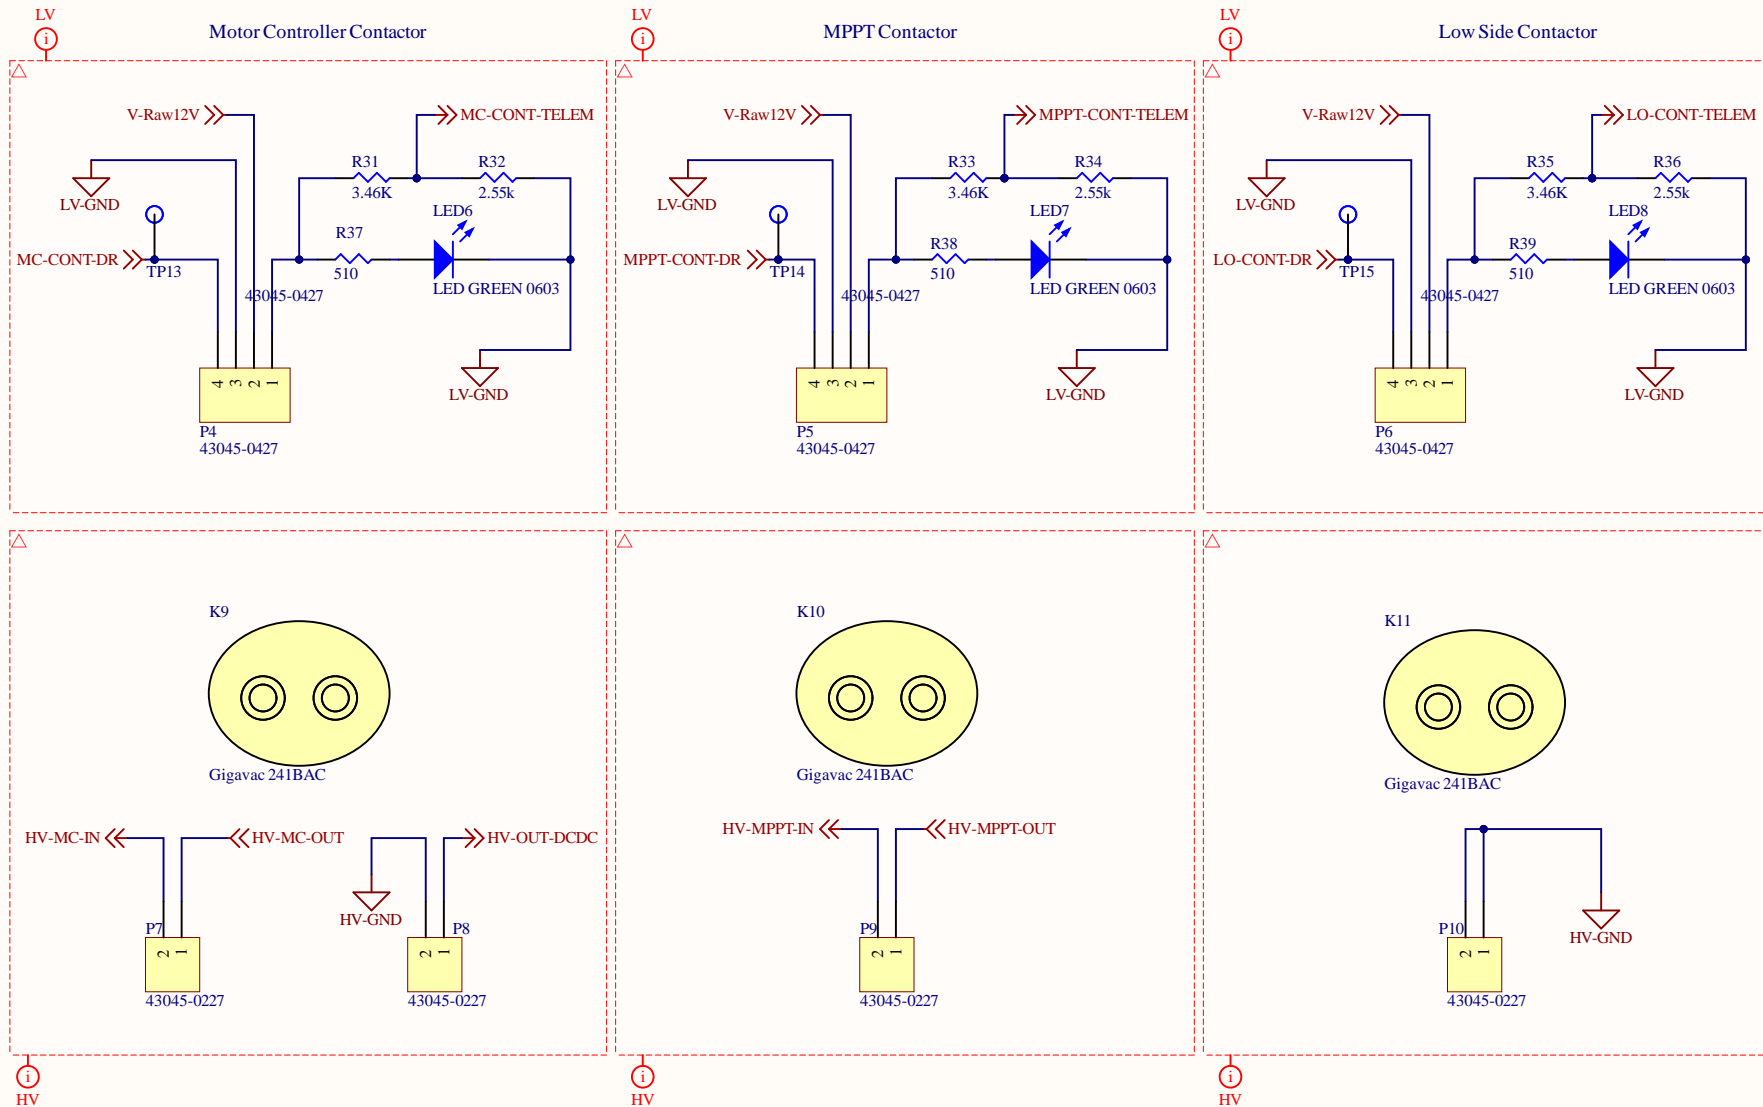 LV
Motor Controller Contactor
V-Raw12V
MC-CONT-TELEM
R31
3.46K
R32
2.55k
LV-GND
LED6
R37
510
MC-CONT-DR
TP13
LED GREEN 0603
43045-0427
LV-GND
4
3
2
1
P4
43045-0427
LV
MPPT Contactor
V-Raw12V
MPPT-CONT-TELEM
R33
3.46K
R34
2.55k
LV-GND
LED7
R38
510
MPPT-CONT-DR
TP14
LED GREEN 0603
43045-0427
LV-GND
4
3
2
1
P5
43045-0427
LV
Low Side Contactor
V-Raw12V
LO-CONT-TELEM
R35
3.46K
R36
2.55k
LV-GND
LED8
R39
510
LO-CONT-DR
TP15
LED GREEN 0603
43045-0427
LV-GND
4
3
2
1
P6
43045-0427
K9
Gigavac 241BAC
HV-MC-IN
HV-MC-OUT
HV-OUT-DCDC
HV-GND
P7
2
1
43045-0227
P8
2
1
43045-0227
HV
K10
Gigavac 241BAC
HV-MPPT-IN
HV-MPPT-OUT
P9
2
1
43045-0227
HV
K11
Gigavac 241BAC
P10
2
1
43045-0227
HV-GND
HV